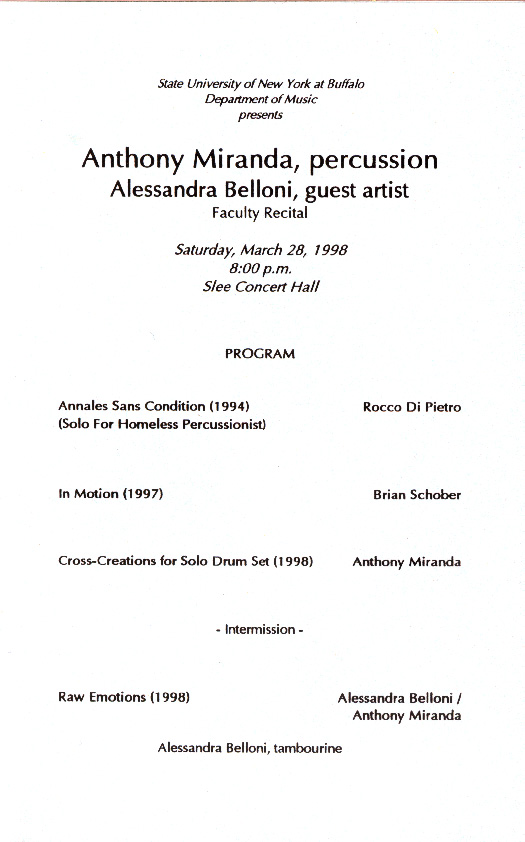 State University of New York at Buffalo
Department of Music
presents
Anthony Miranda, percussion
Alessandra Belloni, guest artist
Faculty Recital
Saturday, March 28, 1998
8:00 p.m.
Slee Concert Hall
PROGRAM
Annales Sans Condition (1994) Rocco Di Pietro
(Solo For Homeless Percussionist)
In Motion (1997) Brian Schober
Cross-Creations for Solo Drum Set (1998) Anthony Miranda
- Intermission -
Raw Emotions (1998) Alessandra Belloni /
Anthony Miranda
Alessandra Belloni, tambourine